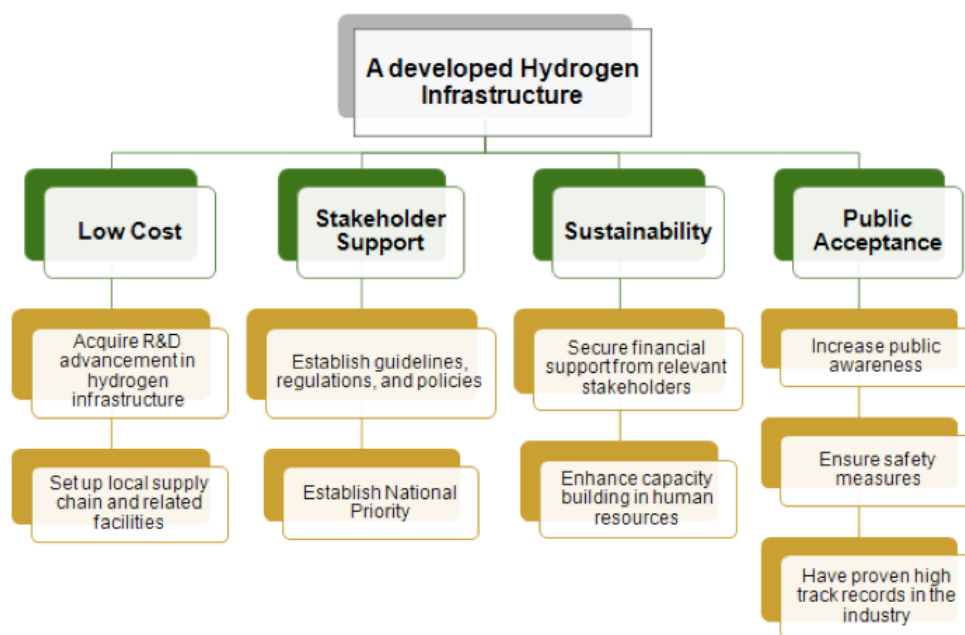 A developed Hydrogen
Infrastructure
Low Cost
Stakeholder
Support
Sustainability
Public
Acceptance
Acquire R&D
advancement in
hydrogen
infrastructure
Establish guidelines,
regulations, and policies
Secure financial
support from relevant
stakeholders
Increase public
awareness
Set up local supply
chain and related
facilities
Establish National
Priority
Enhance capacity
building in human
resources
Ensure safety
measures
Have proven high
track records in the
industry